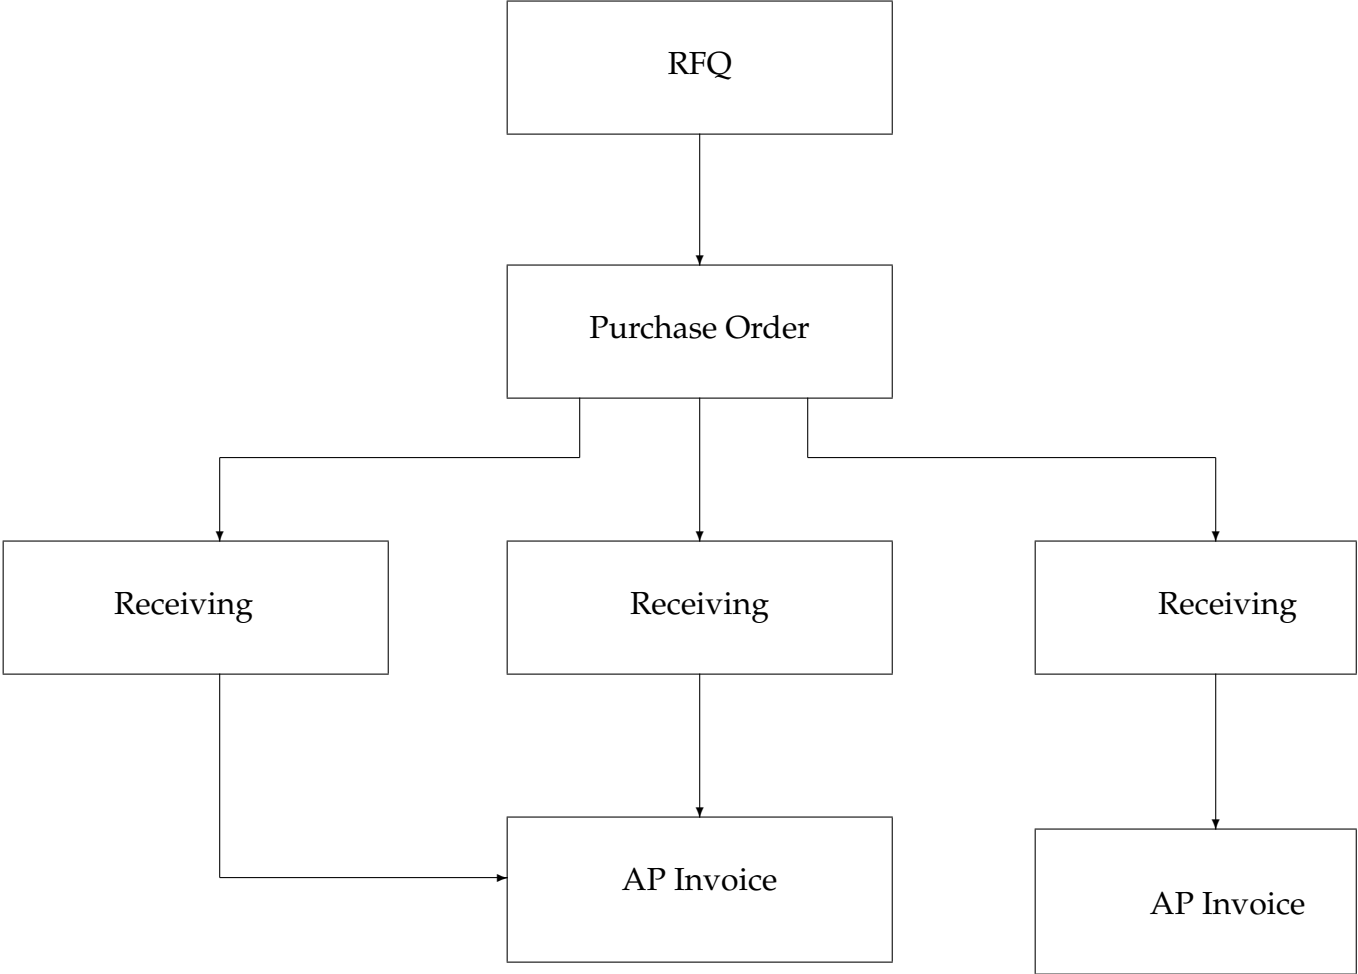 RFQ
Purchase Order
Receiving
Receiving
Receiving
AP Invoice
AP Invoice